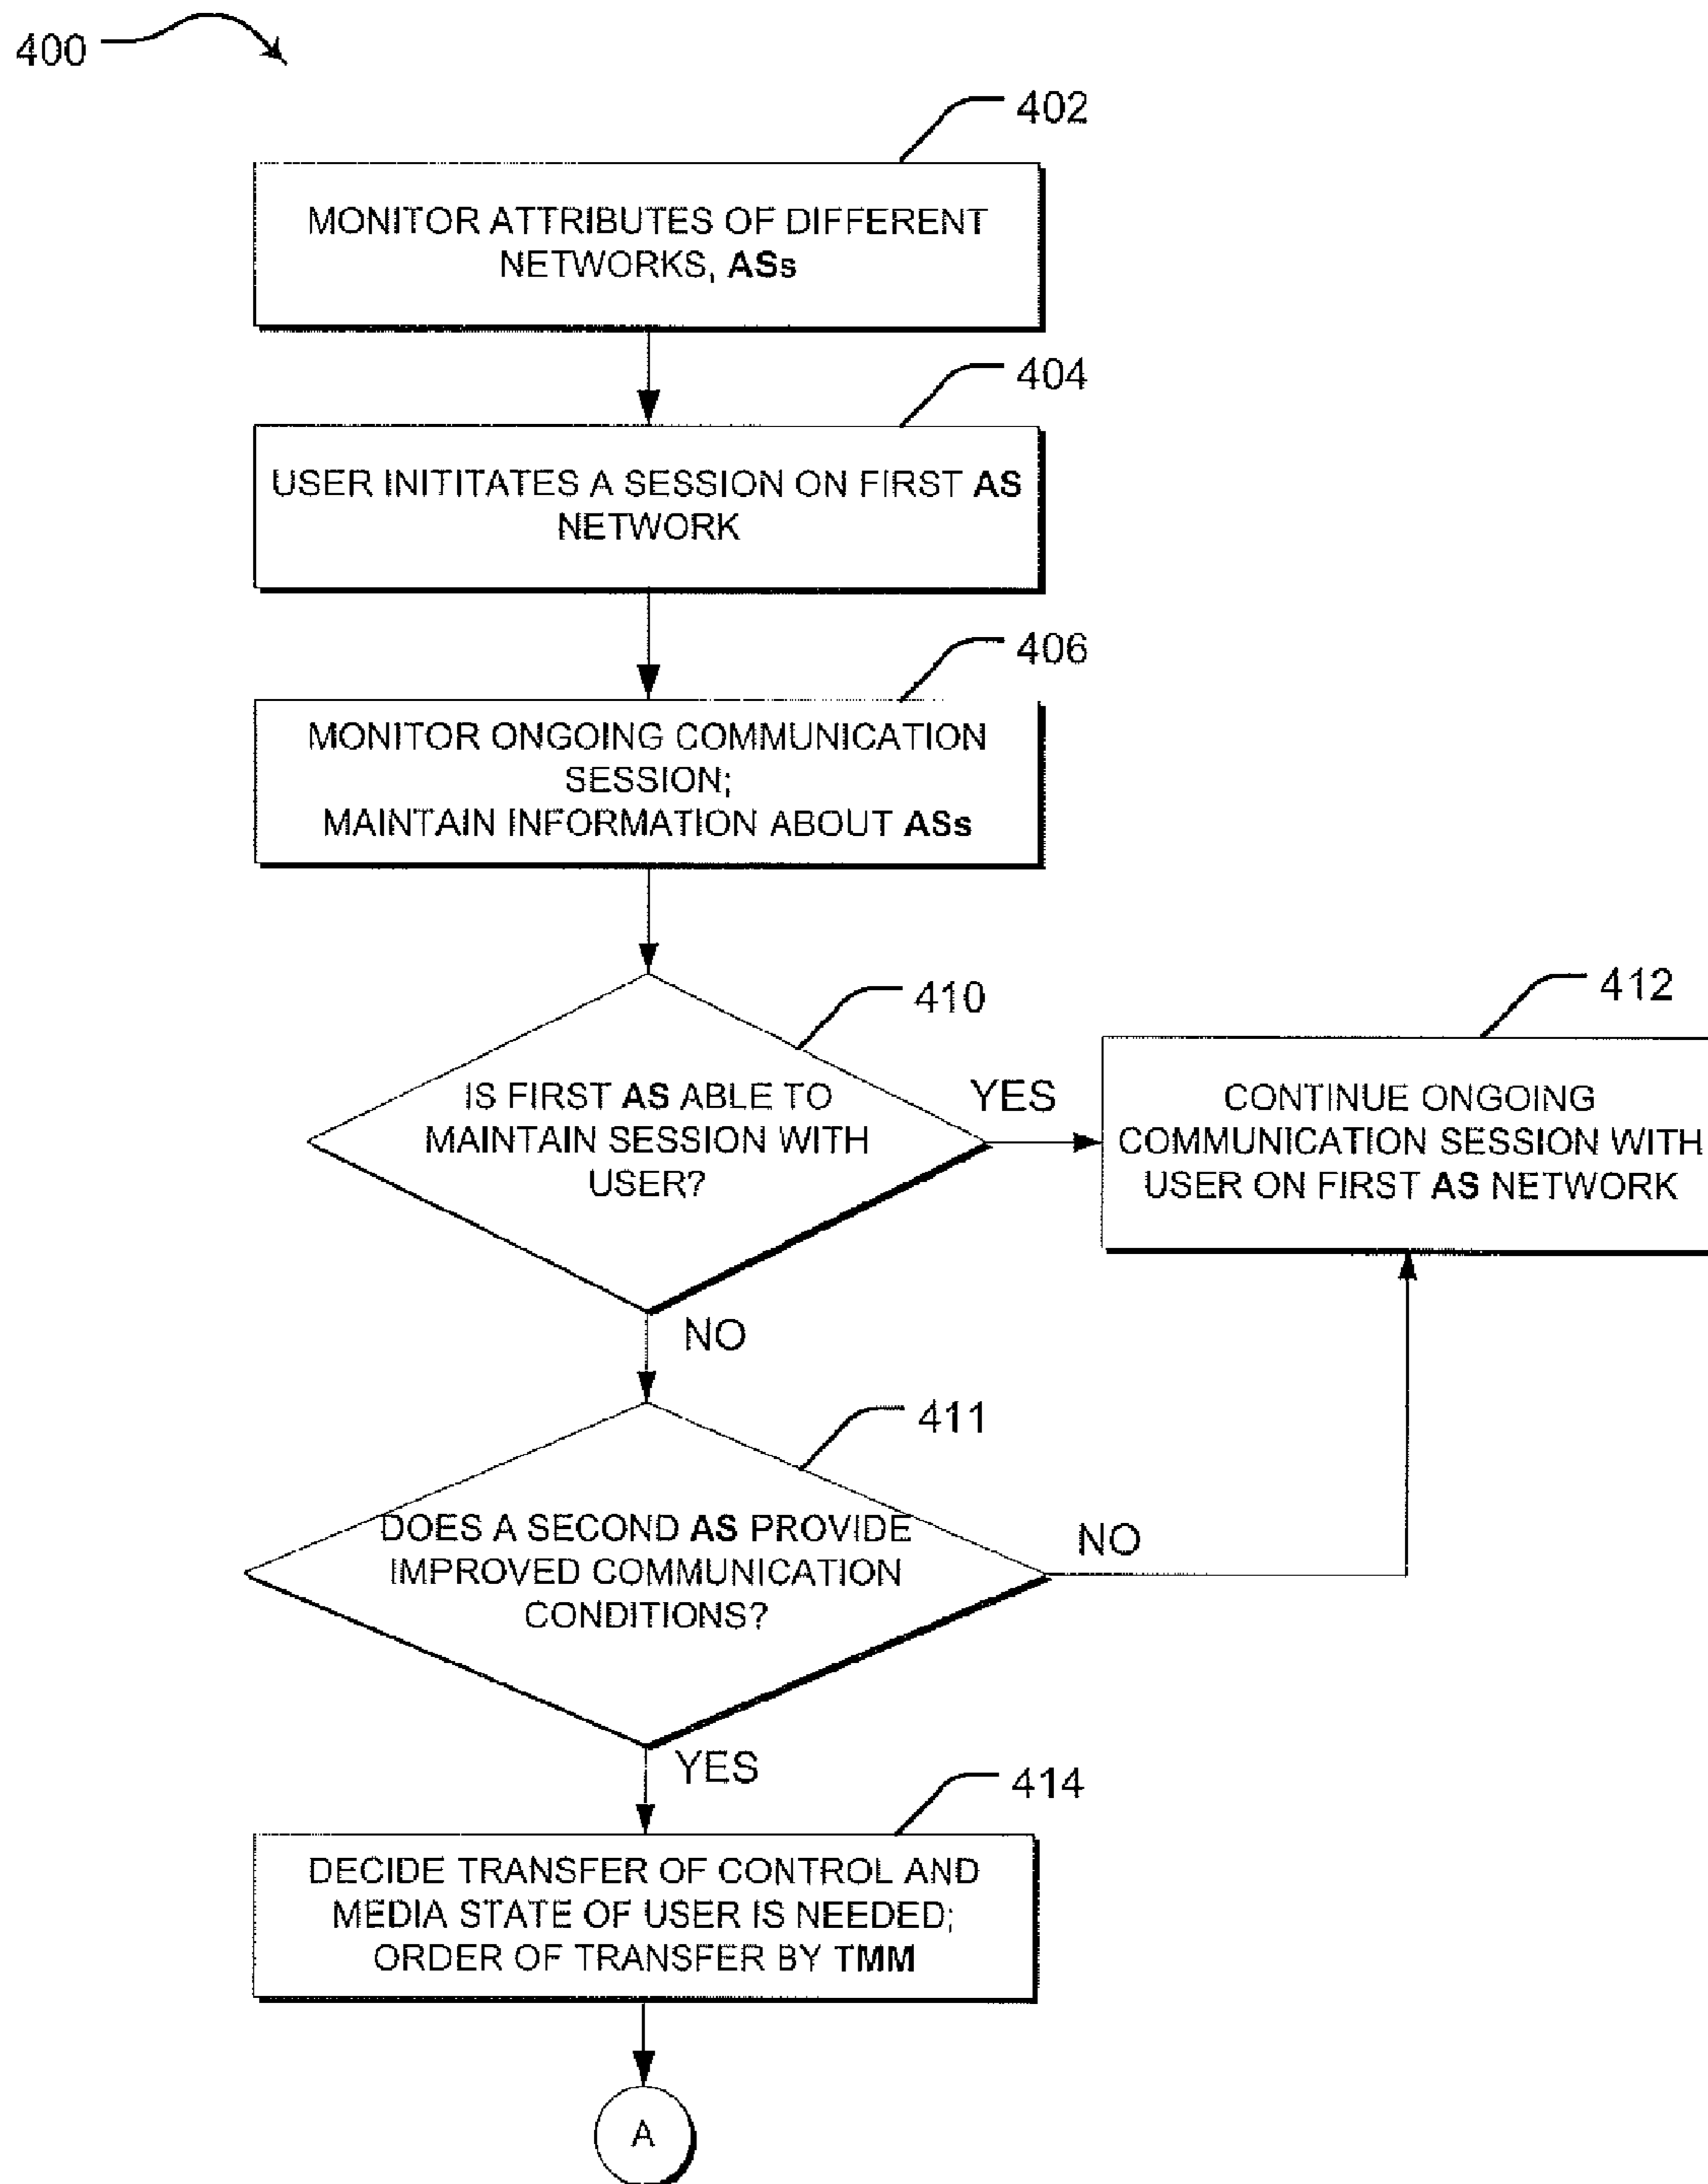 400
402
MONITOR ATTRIBUTES OF DIFFERENT
NETWORKS, ASs
404
USER INITITATES A SESSION ON FIRST AS
NETWORK
406
MONITOR ONGOING COMMUNICATION
SESSION;
MAINTAIN INFORMATION ABOUT ASs
410
IS FIRST AS ABLE TO
MAINTAIN SESSION WITH
USER?
YES
412
CONTINUE ONGOING
COMMUNICATION SESSION WITH
USER ON FIRST AS NETWORK
NO
411
DOES A SECOND AS PROVIDE
IMPROVED COMMUNICATION
CONDITIONS?
NO
YES
414
DECIDE TRANSFER OF CONTROL AND
MEDIA STATE OF USER IS NEEDED;
ORDER OF TRANSFER BY TMM
A